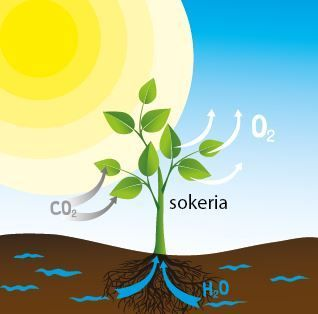 O₂
CO₂
sokeria
H₂O